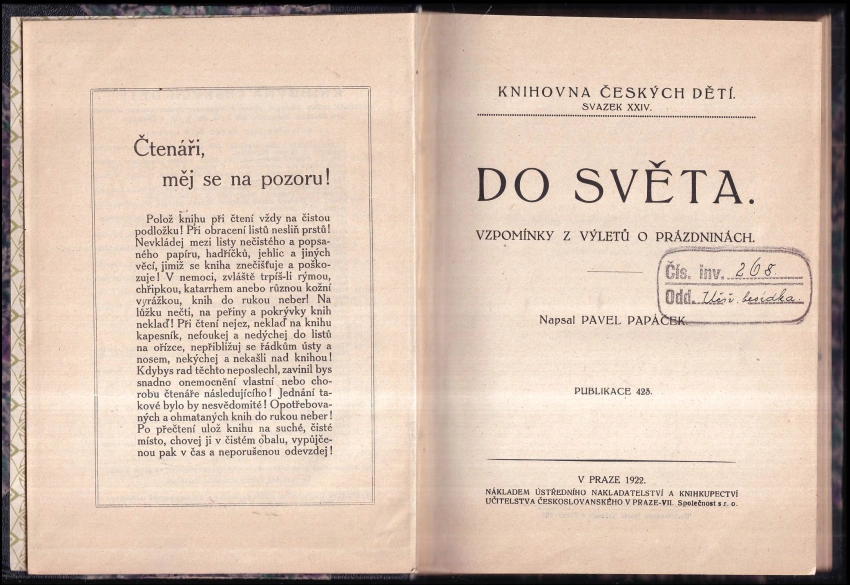 Čtenáři,
měj se na pozoru!
Polož knihu při čtení vždy na čistou
podložku! Při obracení listů nesliň prstů!
Nevkládej mezi listy nečistého a popsa-
ného papíru, hadříčků, jehlic a jiných
věcí, jimiž se kniha znečišťuje a poško-
zuje! V nemoci, zvláště trpíš-li rýmou,
chřipkou, katarrhem anebo různou kožní
vyrážkou, knih do rukou neber! Na
lůžku nečti, na peřiny a pokrývky knih
neklaď! Při čtení nejez, neklaď na knihu
kapesník, nefoukej a nedýchej do listů
na ořízce, nepřibližuj se řádkům ústy a
nosem, nekýchej a nekašli nad knihou!
Kdybys rad těchto neposlechl, zavinil bys
snadno onemocnění vlastní nebo cho-
robu čtenáře následujícího! Jednání ta-
kové bylo by nesvědomité! Opotřebova-
ných a ohmataných knih do rukou neber!
Po přečtení ulož knihu na suché, čisté
místo, chovej ji v čistém obalu, vypůjče-
nou pak v čas a neporušenou odevzdej!
KNIHOVNA ČESKÝCH DĚTÍ.
SVAZEK XXIV.
DO SVĚTA.
VZPOMÍNKY Z VÝLETŮ O PRÁZDNINÁCH.
Čís. inv. 268.
Odd. besídka.
Napsal PAVEL PAPÁČEK.
PUBLIKACE 423.
V PRAZE 1922.
NÁKLADEM ÚSTŘEDNÍHO NAKLADATELSTVÍ A KNIHKUPECTVÍ
UČITELSTVA ČESKOSLOVANSKÉHO V PRAZE-VII. Společnost s r. o.